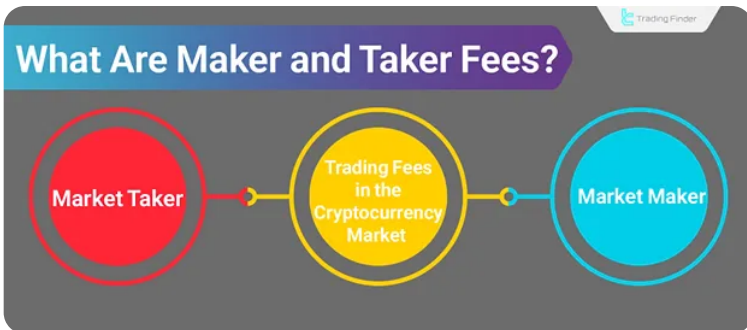 Trading Finder
What Are Maker and Taker Fees?
Market Taker
Trading Fees
in the
Cryptocurrency
Market
Market Maker